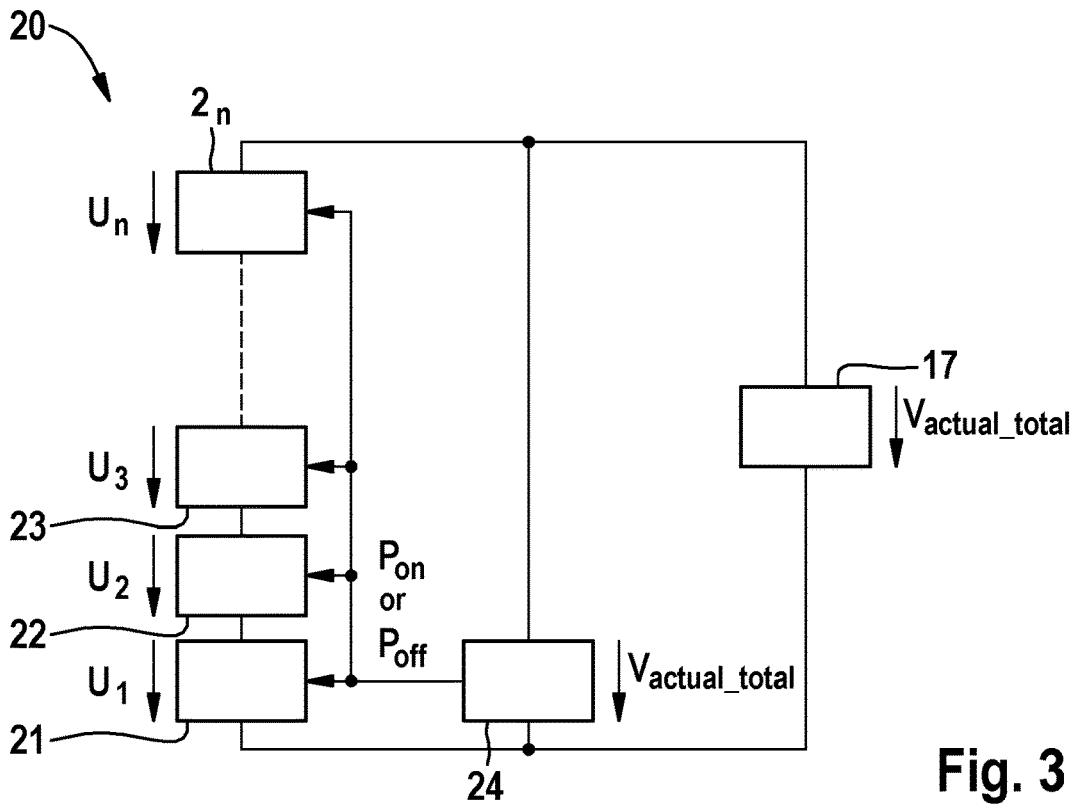 20
2n
Un
17
Vactual_total
U3
23
U2
Pon
or
Poff
22
U1
Vactual_total
21
24
Fig. 3